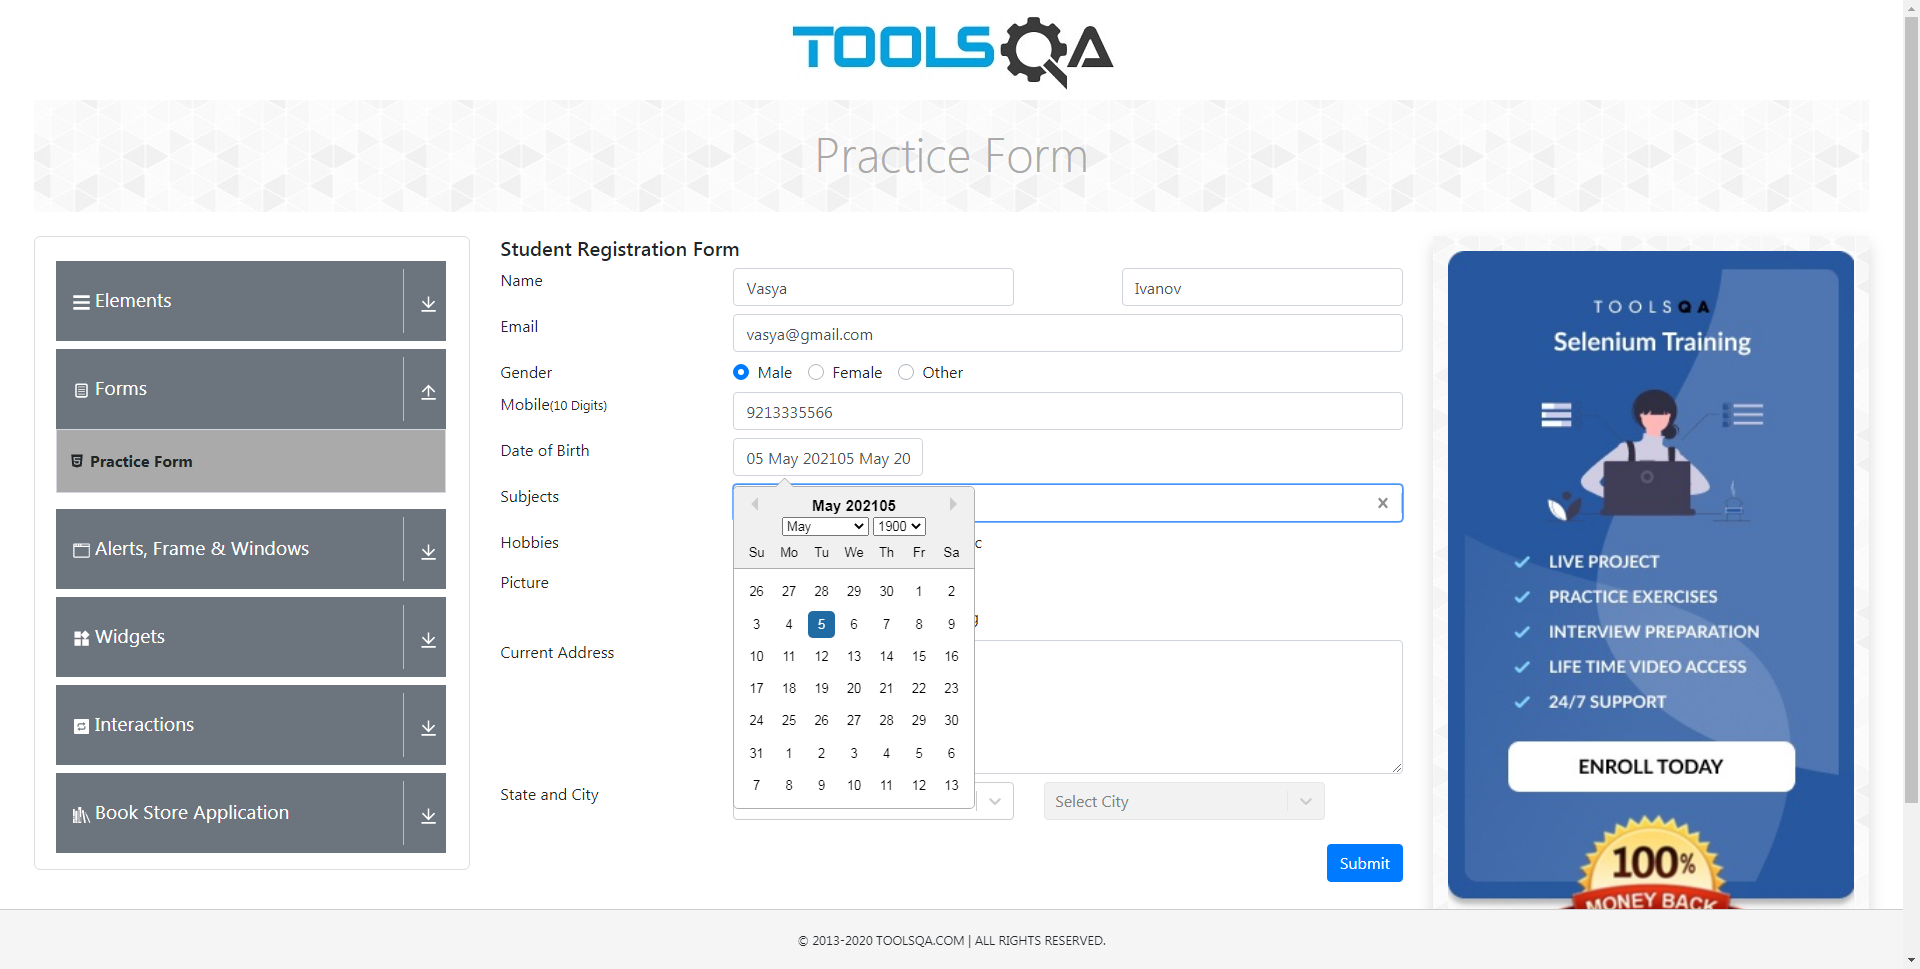 TOOLSQA
Practice Form
Elements
Forms
Practice Form
Alerts, Frame & Windows
Widgets
Interactions
Book Store Application
Student Registration Form
Name
Vasya
Ivanov
Email
vasya@gmail.com
Gender
Male
Female
Other
Mobile(10 Digits)
9213335566
Date of Birth
05 May 202105 May 20
Subjects
May 202105
May
1900
Su Mo Tu We Th Fr Sa
26 27 28 29 30 1 2
3 4 5 6 7 8 9
10 11 12 13 14 15 16
17 18 19 20 21 22 23
24 25 26 27 28 29 30
31 1 2 3 4 5 6
7 8 9 10 11 12 13
Hobbies
c
Picture
Current Address
State and City
Select City
Submit
TOOLSQA
Selenium Training
LIVE PROJECT
PRACTICE EXERCISES
INTERVIEW PREPARATION
LIFE TIME VIDEO ACCESS
24/7 SUPPORT
ENROLL TODAY
100%
MONEY BACK
© 2013-2020 TOOLSQA.COM | ALL RIGHTS RESERVED.